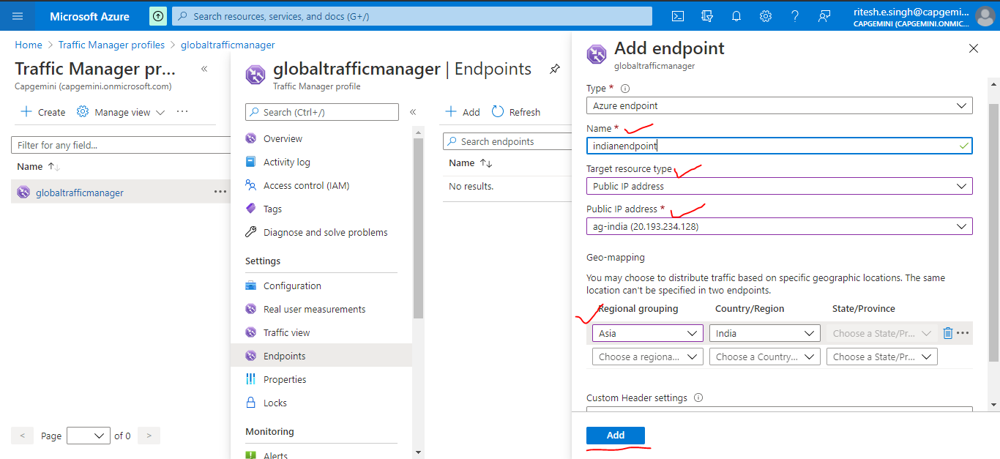 Microsoft Azure
Search resources, services, and docs (G+/)
ritesh.e.singh@capgemi...
CAPGEMINI (CAPGEMINI.ONMIC...
Home > Traffic Manager profiles > globaltrafficmanager
Traffic Manager pr... «
Capgemini (capgemini.onmicrosoft.com)
+ Create Manage view ...
Filter for any field...
Name ↑↓
globaltrafficmanager ...
< Page of 0 >
globaltrafficmanager | Endpoints
Traffic Manager profile
Search (Ctrl+/) «
Overview
Activity log
Access control (IAM)
Tags
Diagnose and solve problems
Settings
Configuration
Real user measurements
Traffic view
Endpoints
Properties
Locks
Monitoring
Alerts
+ Add Refresh
Search endpoints
Name ↑↓
No results.
Add endpoint
globaltrafficmanager
Type *
Azure endpoint
Name *
indianendpoint
Target resource type
Public IP address
Public IP address *
ag-india (20.193.234.128)
Geo-mapping
You may choose to distribute traffic based on specific geographic locations. The same
location can't be specified in two endpoints.
Regional grouping Country/Region State/Province
Asia India Choose a State/Pr... ...
Choose a regiona... Choose a Country... Choose a State/Pr...
Custom Header settings
Add